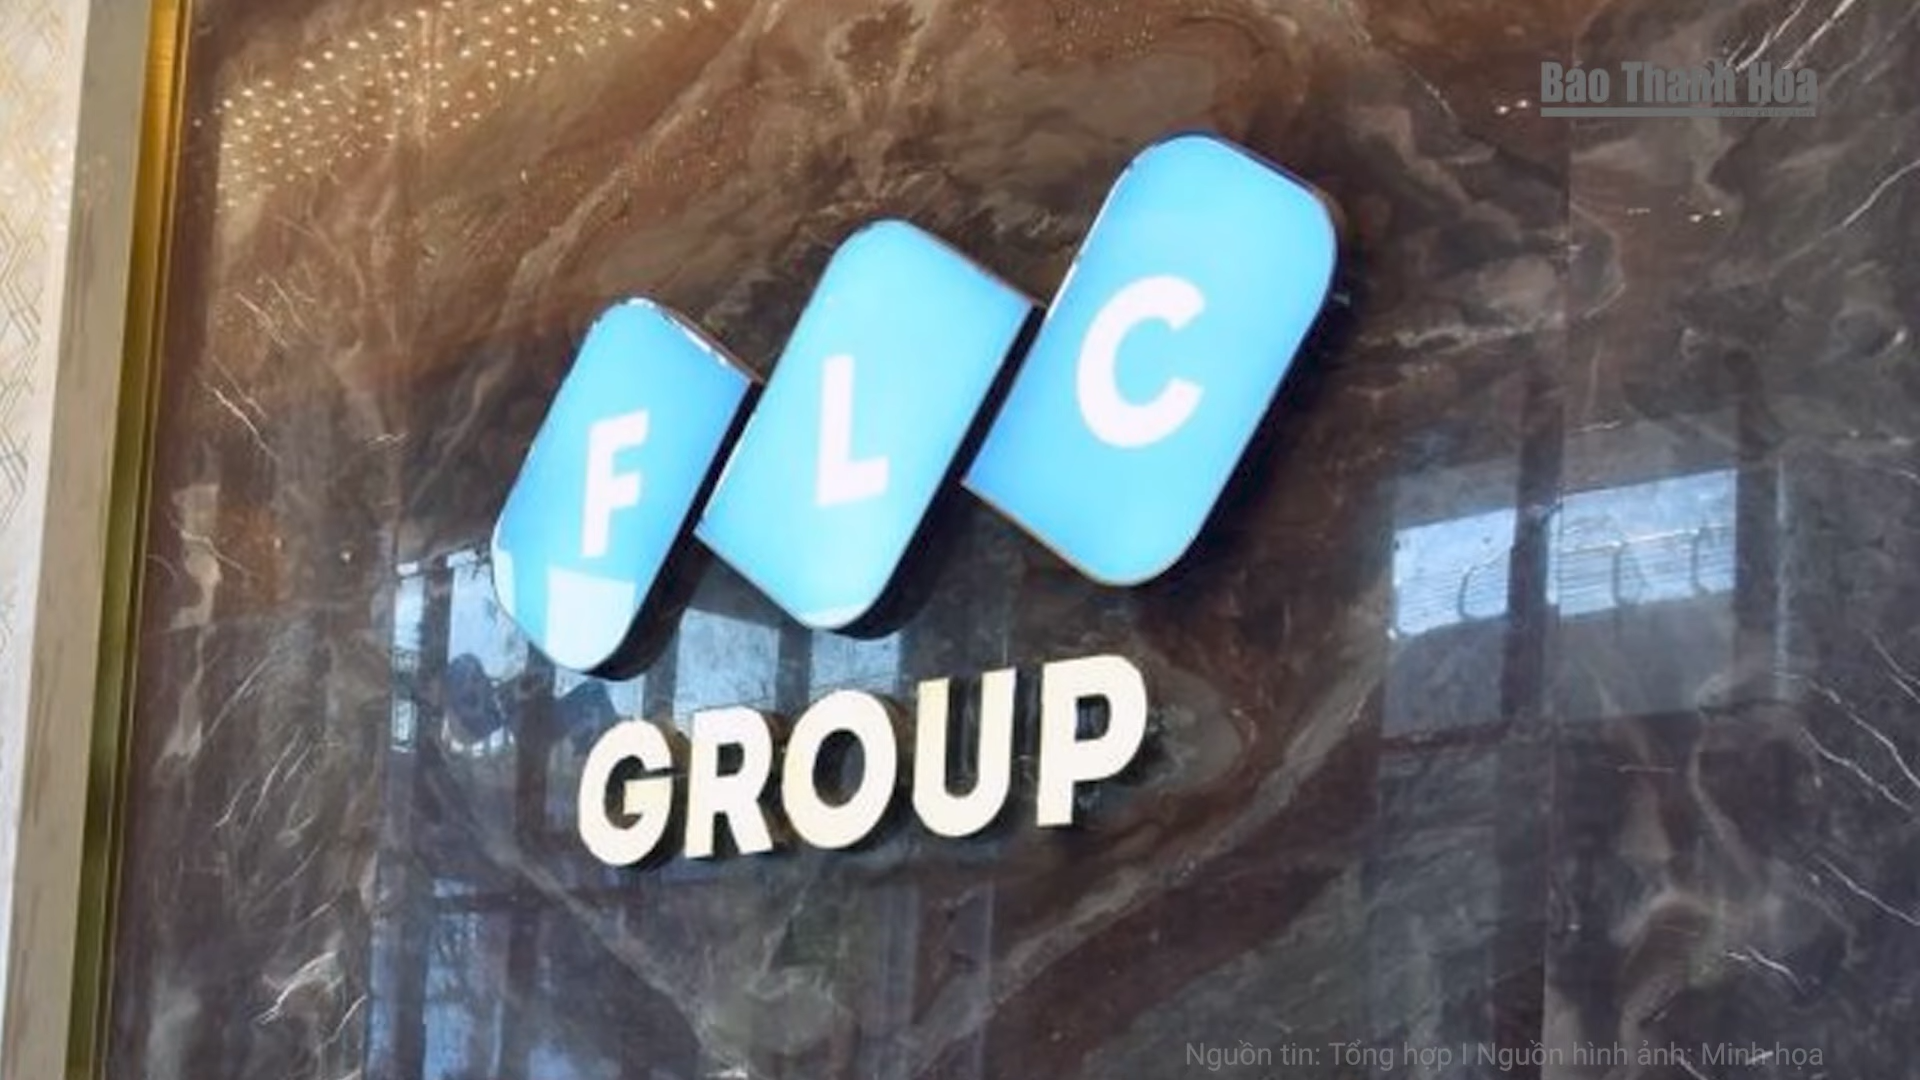 Báo Thanh Hóa
F L C
GROUP
Nguồn tin: Tổng hợp I Nguồn hình ảnh: Minh họa